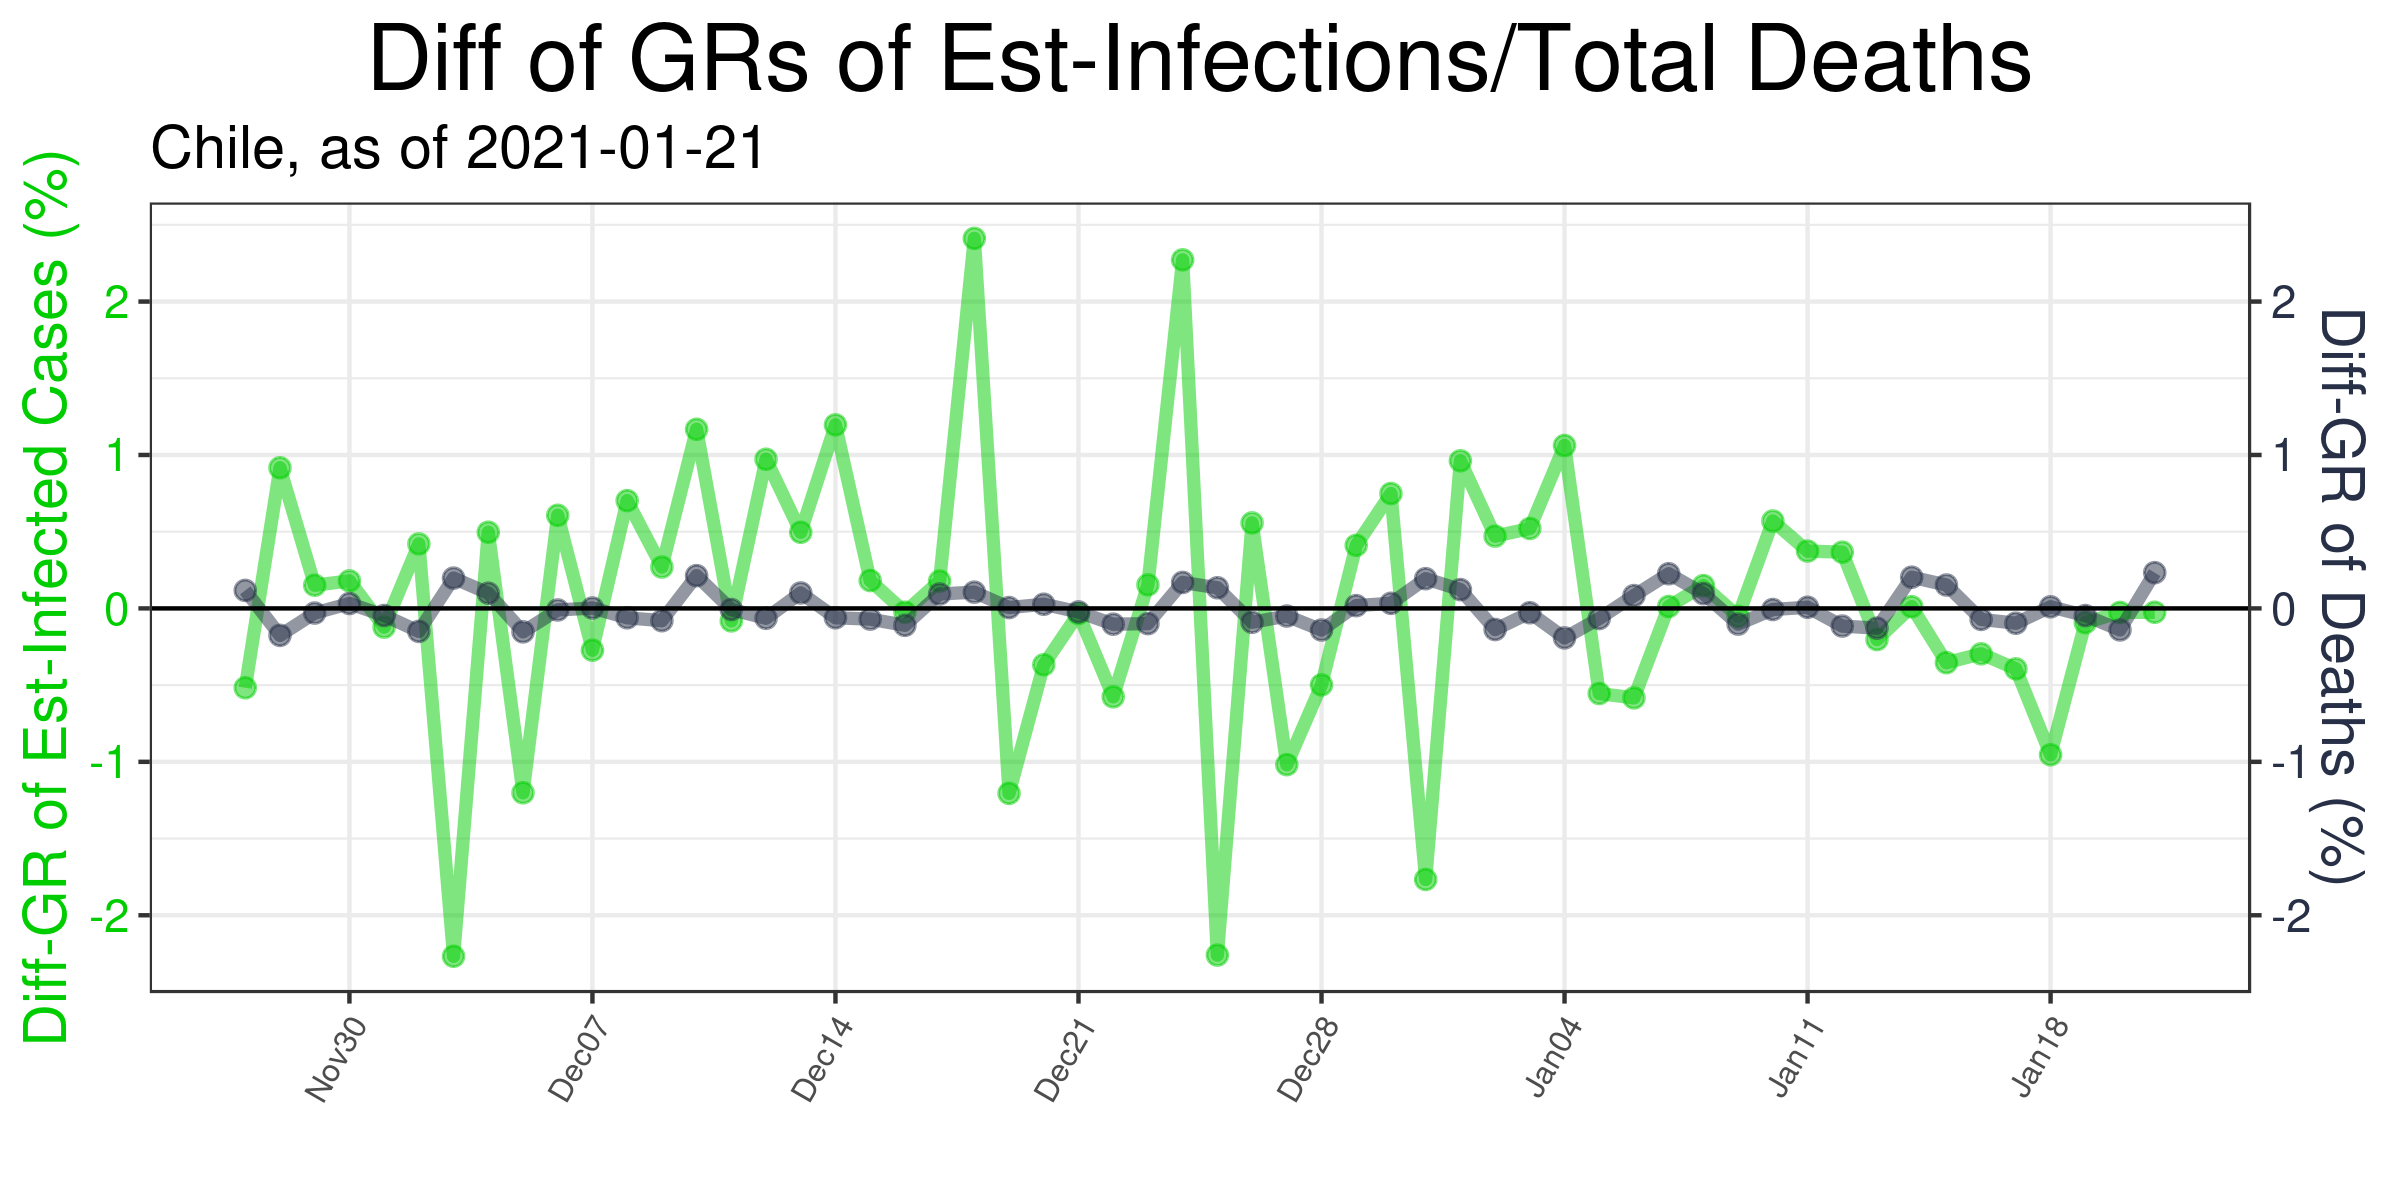 Diff of GRs of Est-Infections/Total Deaths
Chile, as of 2021-01-21
Diff-GR of Est-Infected Cases (%)
2
1
0
-1
-2
2
1
0
-1
-2
Diff-GR of Deaths (%)
Nov30
Dec07
Dec14
Dec21
Dec28
Jan04
Jan11
Jan18